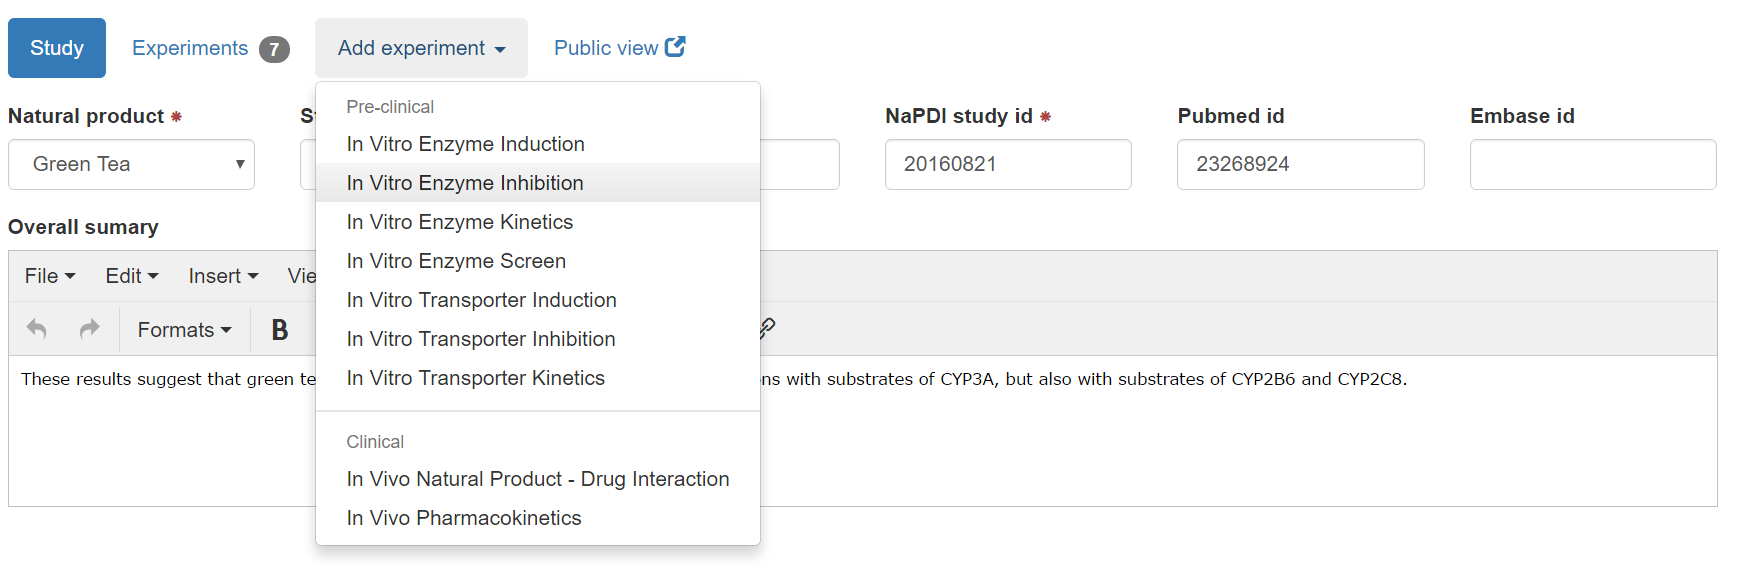 Study Experiments 7 Add experiment Public view
Natural product * NaPDI study id * Pubmed id Embase id
Green Tea 20160821 23268924
Overall sumary
File Edit Insert
Formats B
These results suggest that green with substrates of CYP3A, but also with substrates of CYP2B6 and CYP2C8.
Pre-clinical
In Vitro Enzyme Induction
In Vitro Enzyme Inhibition
In Vitro Enzyme Kinetics
In Vitro Enzyme Screen
In Vitro Transporter Induction
In Vitro Transporter Inhibition
In Vitro Transporter Kinetics
Clinical
In Vivo Natural Product - Drug Interaction
In Vivo Pharmacokinetics